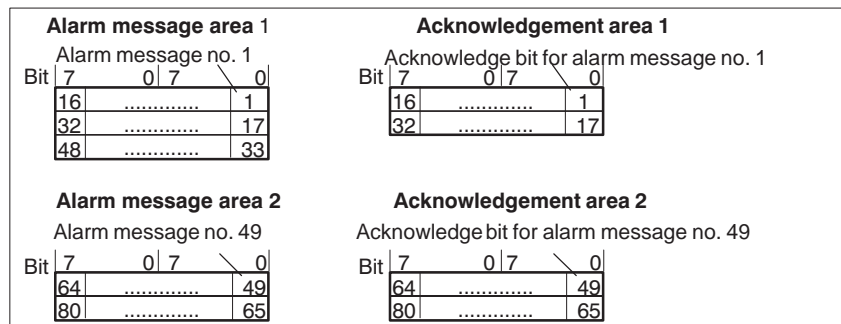 Alarm message area 1
Alarm message no. 1
Bit 7 0 7 0
16 ............. 1
32 ............. 17
48 ............. 33
Acknowledgement area 1
Acknowledge bit for alarm message no. 1
Bit 7 0 7 0
16 ............. 1
32 ............. 17
Alarm message area 2
Alarm message no. 49
Bit 7 0 7 0
64 ............. 49
80 ............. 65
Acknowledgement area 2
Acknowledge bit for alarm message no. 49
Bit 7 0 7 0
64 ............. 49
80 ............. 65